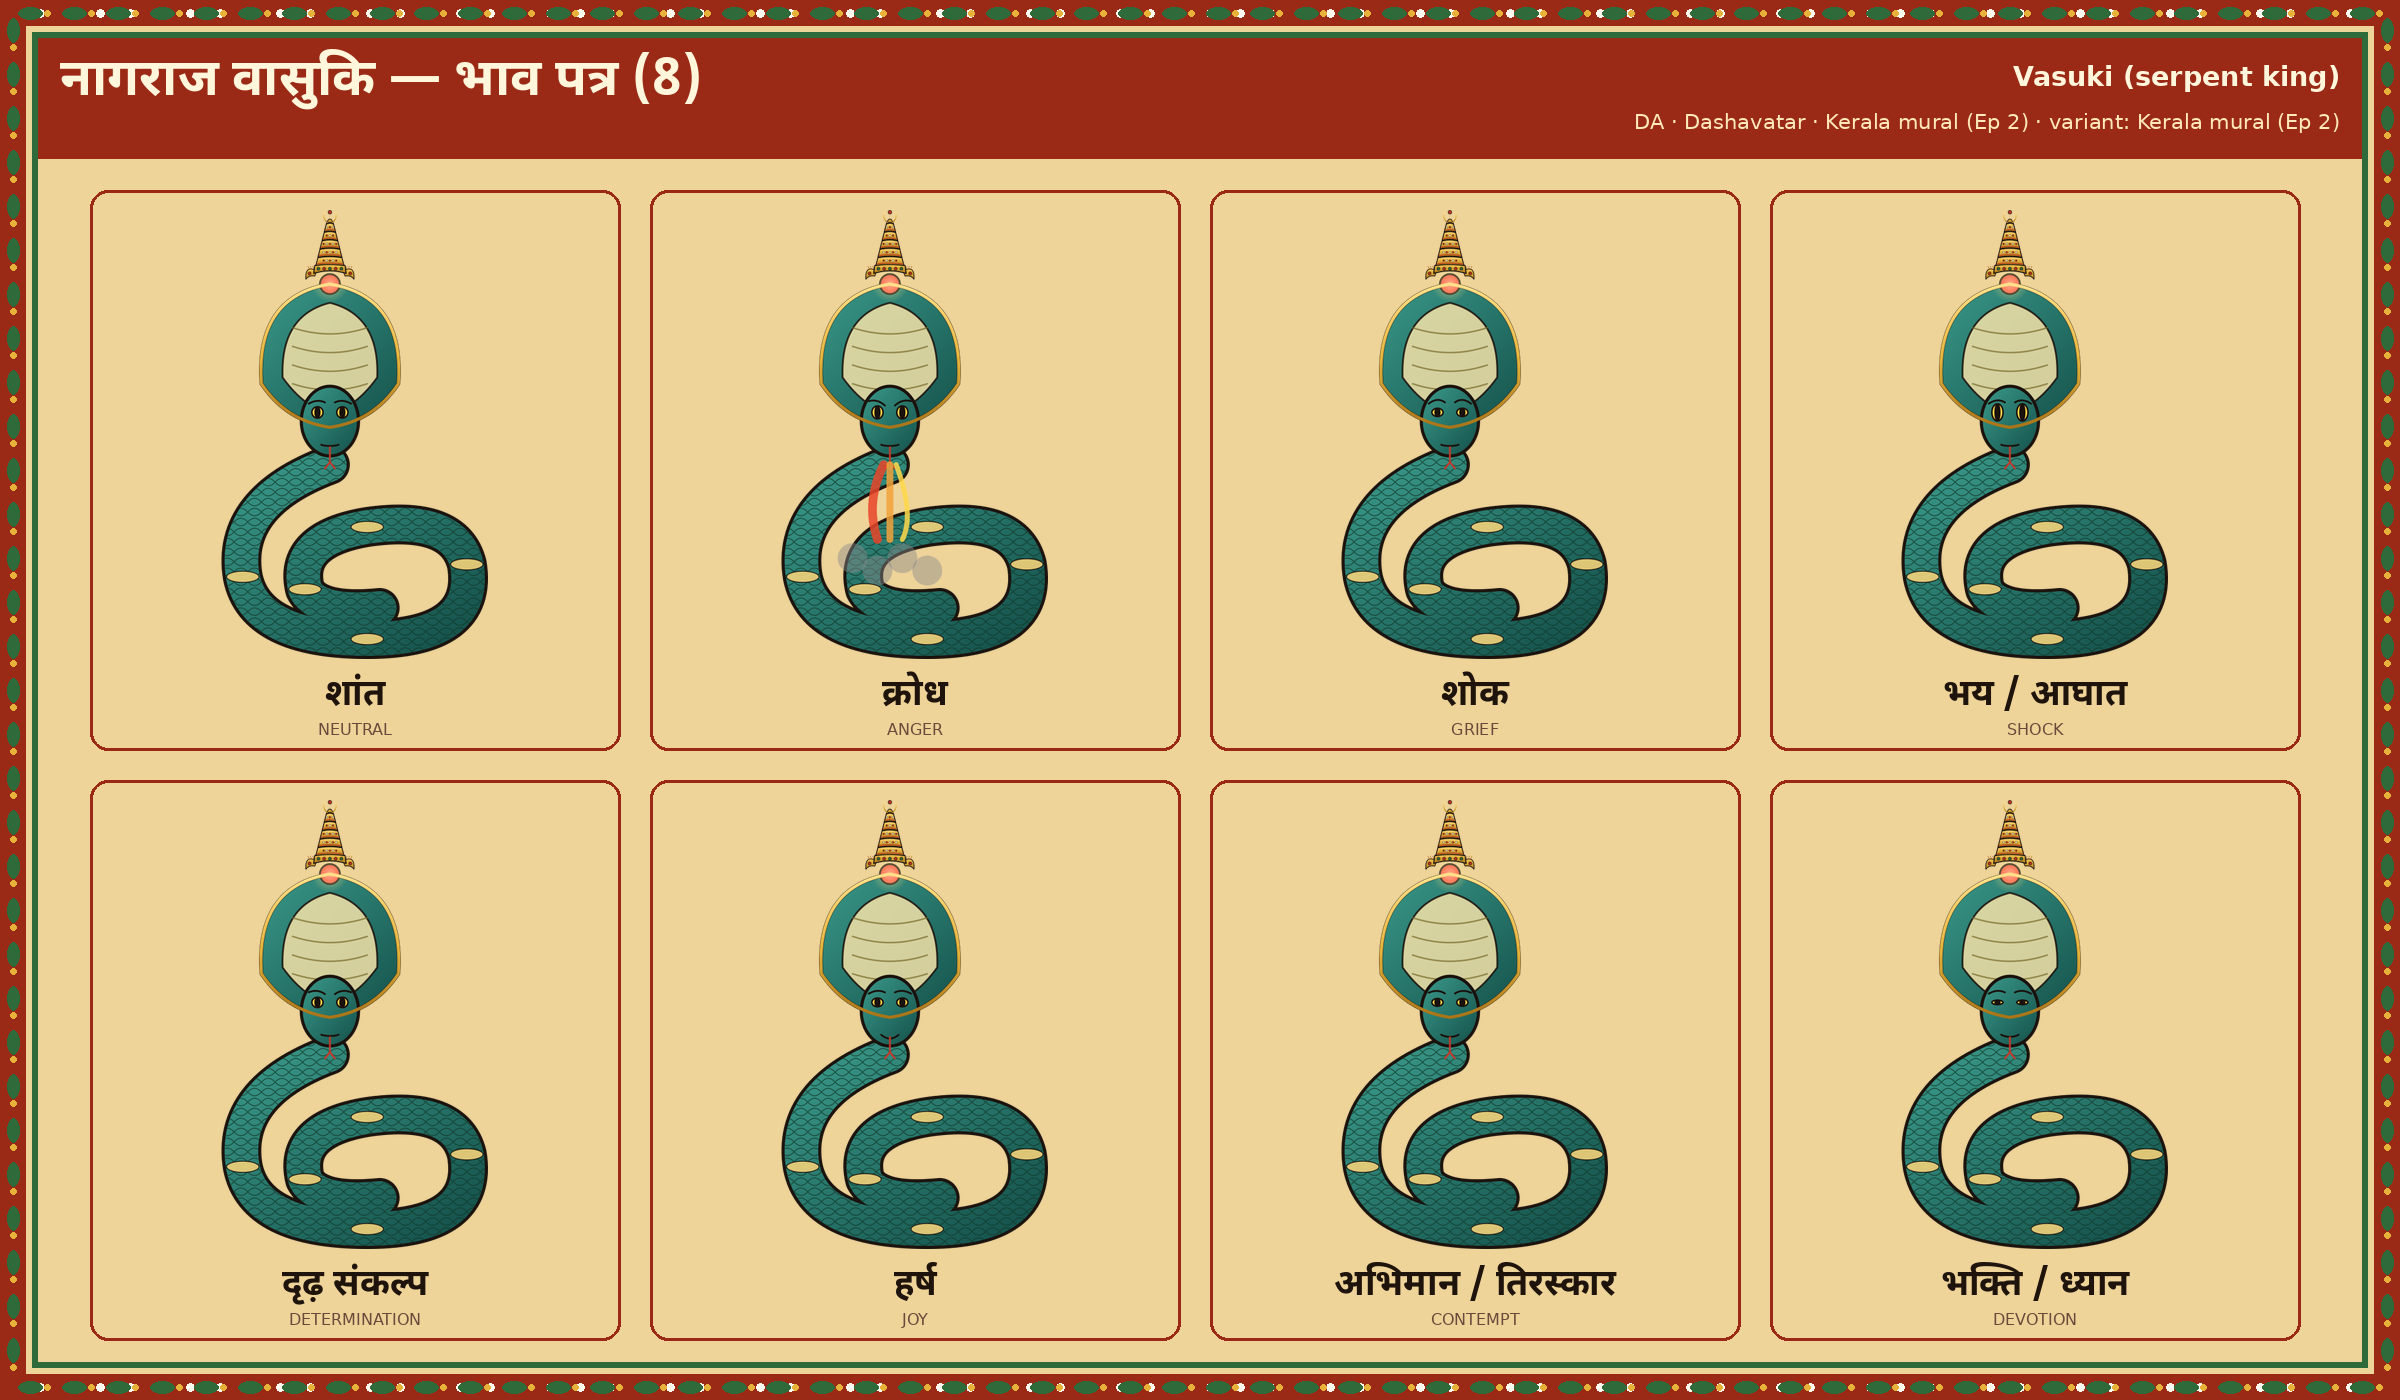 नागराज वासुकि — भाव पत्र (8)
Vasuki (serpent king)
DA · Dashavatar · Kerala mural (Ep 2) · variant: Kerala mural (Ep 2)
शांत
NEUTRAL
क्रोध
ANGER
शोक
GRIEF
भय / आघात
SHOCK
दृढ़ संकल्प
DETERMINATION
हर्ष
JOY
अभिमान / तिरस्कार
CONTEMPT
भक्ति / ध्यान
DEVOTION